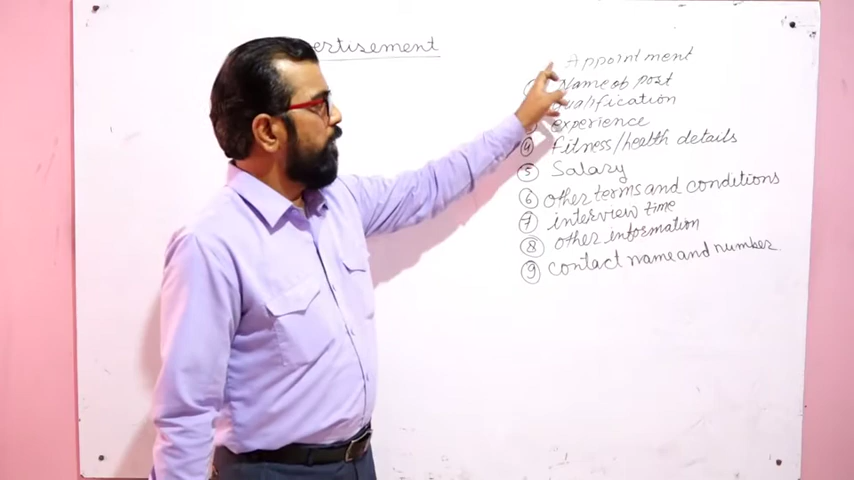 ertisement
Appointment
Name of post
qualification
experience
④ fitness/health details
⑤ Salary
⑥ other terms and conditions
⑦ interview time
⑧ other information
⑨ contact name and number